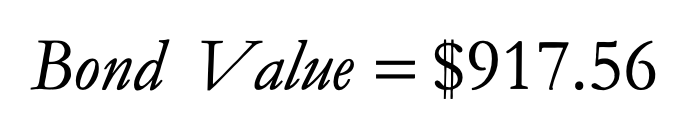 Bond Value = $917.56